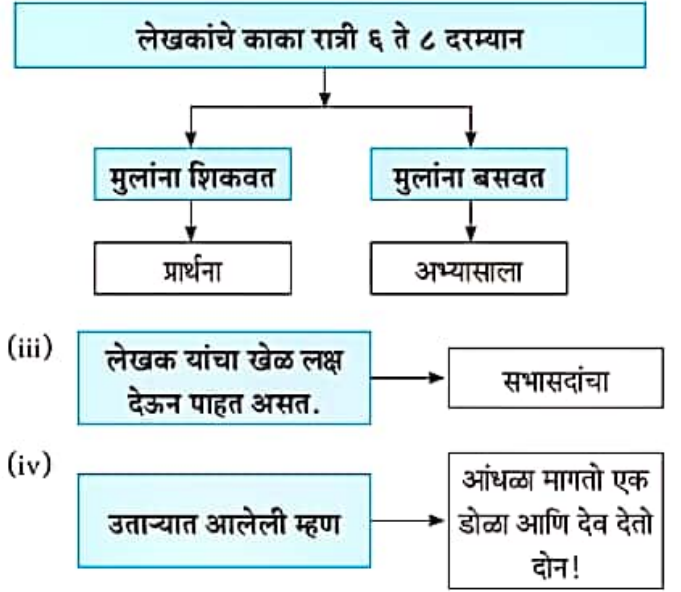 लेखकांचे काका रात्री ६ ते ८ दरम्यान
मुलांना शिकवत
मुलांना बसवत
प्रार्थना
अभ्यासाला
(iii)
लेखक यांचा खेळ लक्ष
देऊन पाहत असत.
सभासदांचा
(iv)
उताऱ्यात आलेली म्हण
आंधळा मागतो एक
डोळा आणि देव देतो
दोन!